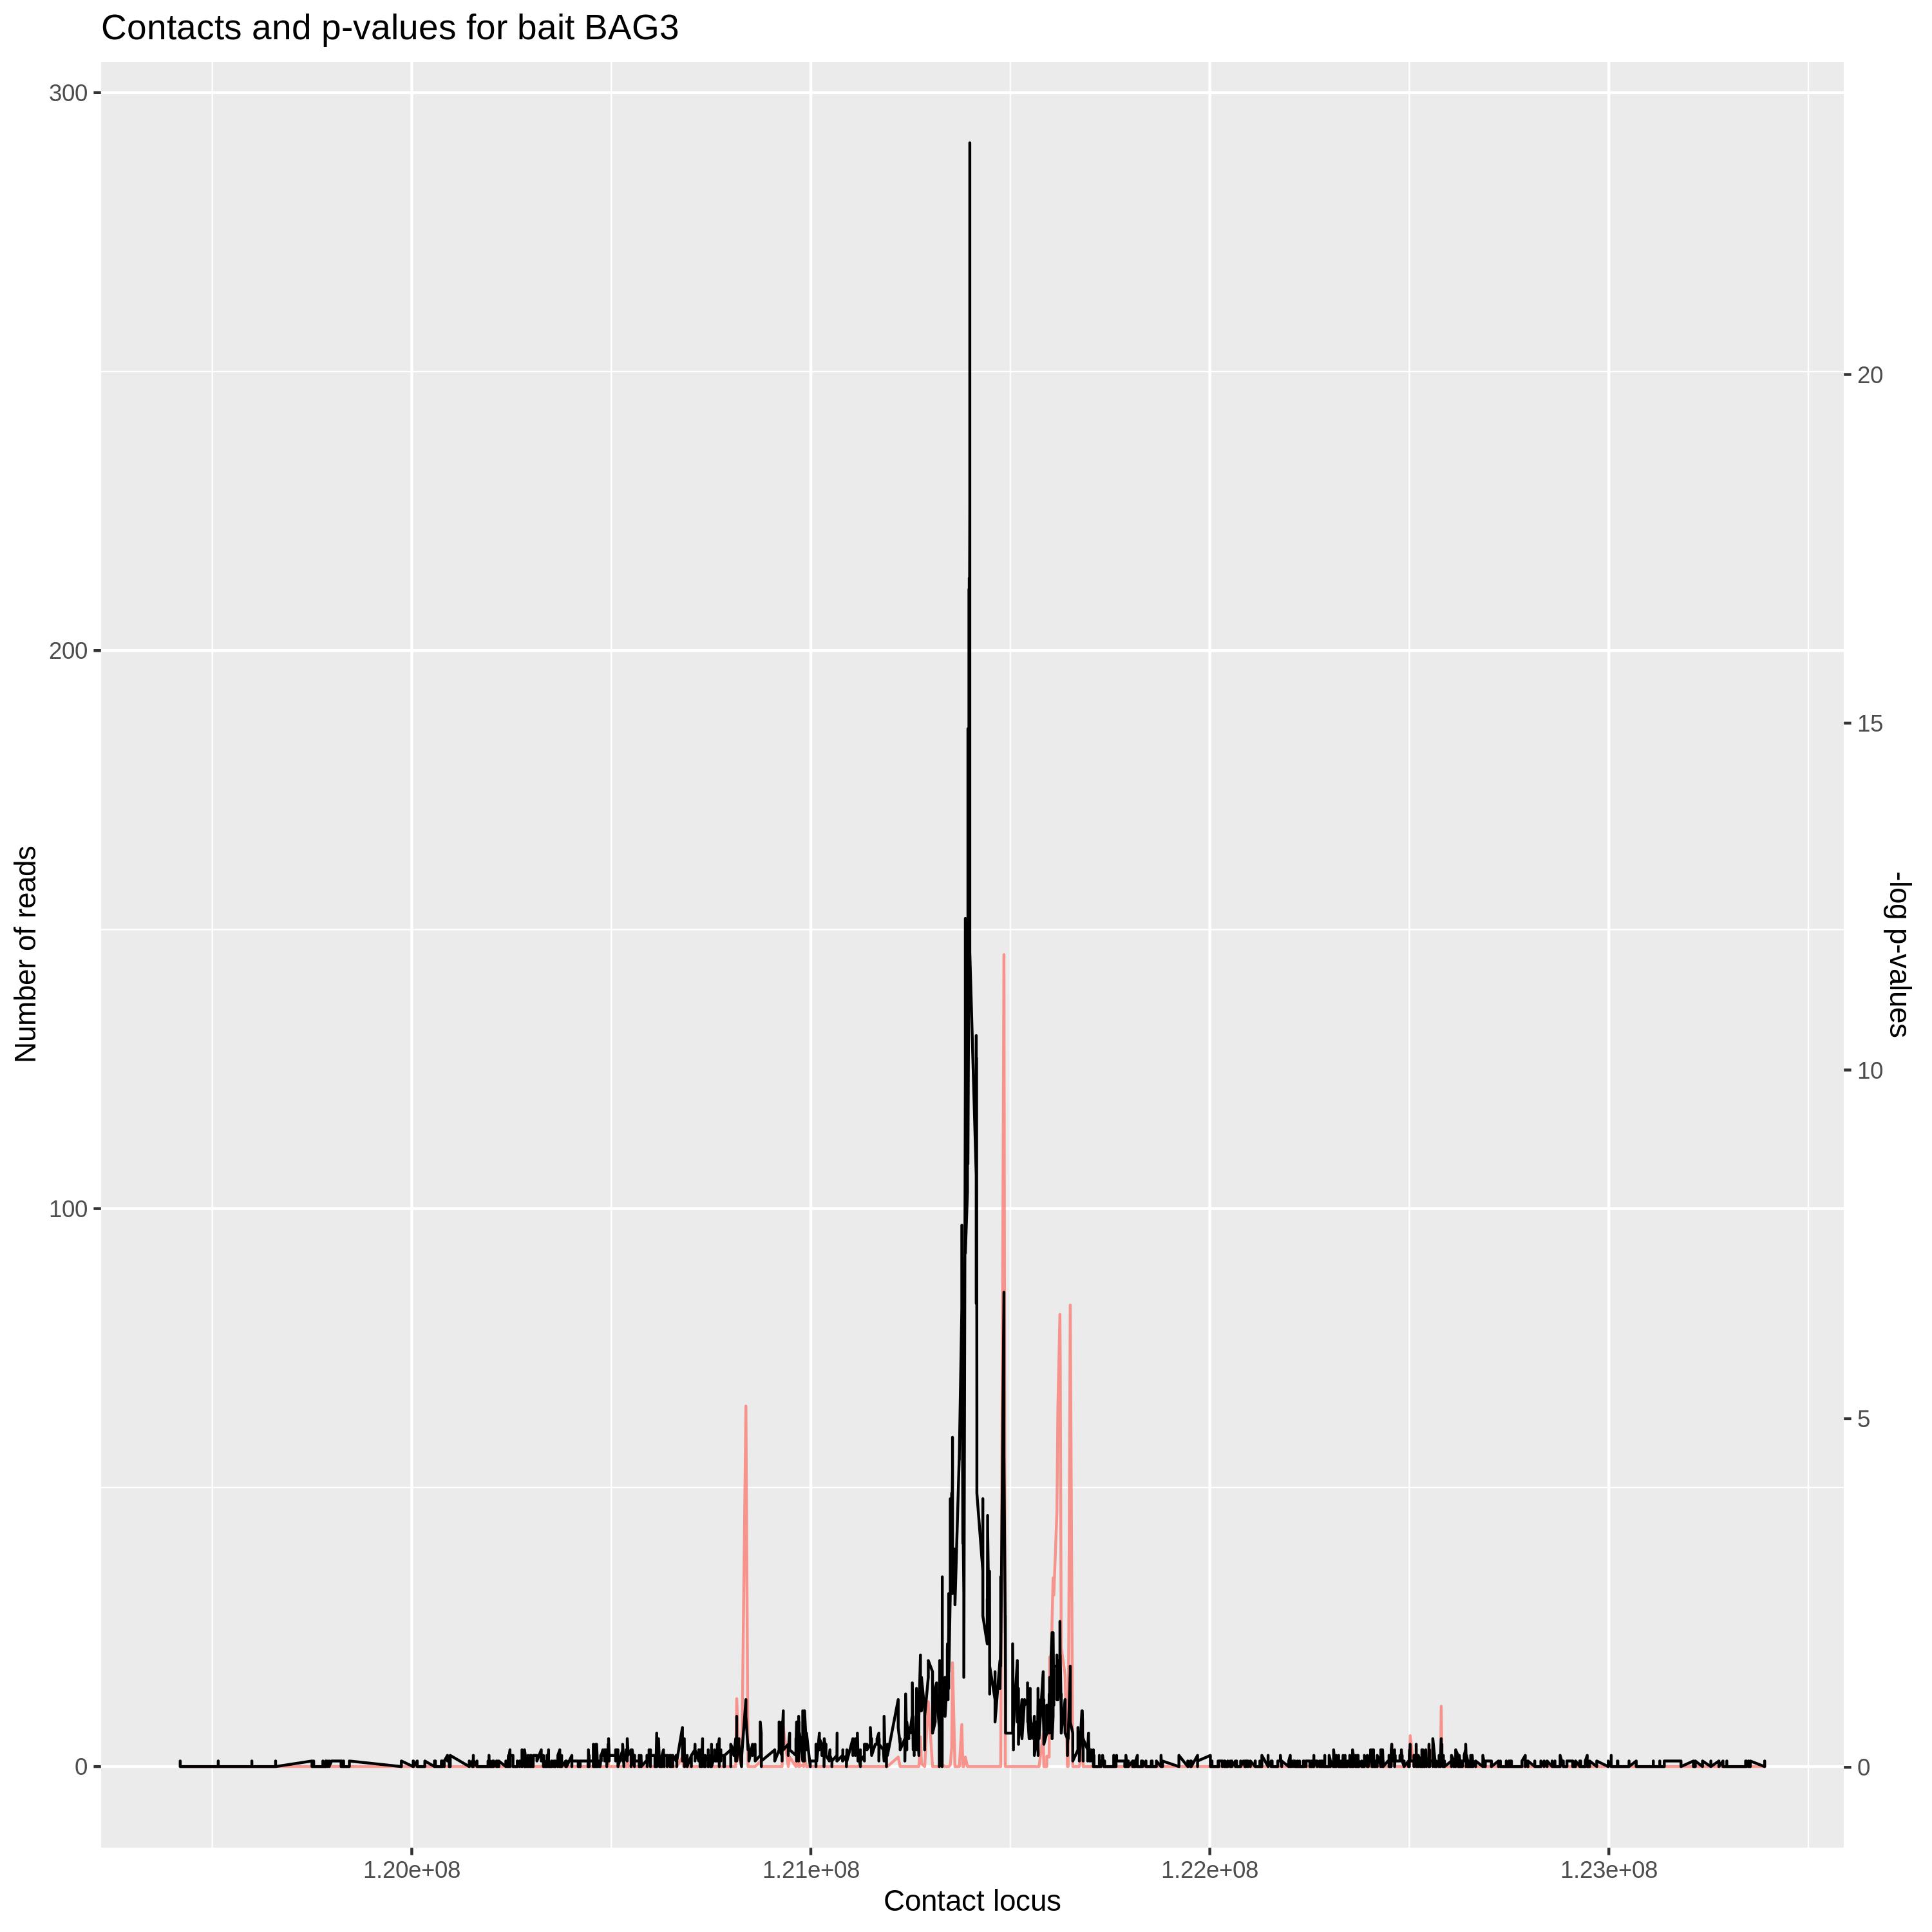 Contacts and p-values for bait BAG3
300
200
100
0
Number of reads
20
15
10
5
0
-log p-values
1.20e+08
1.21e+08
1.22e+08
1.23e+08
Contact locus